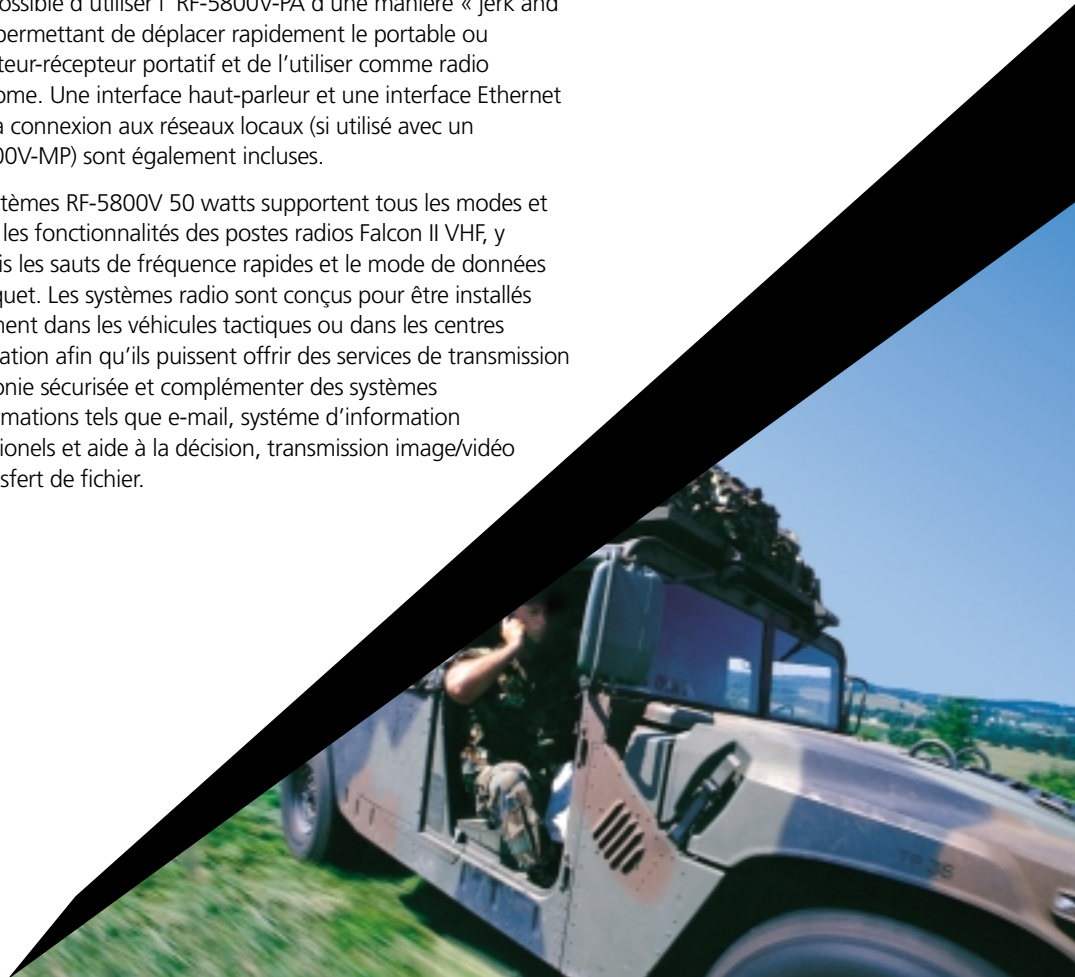 ossible d'utiliser l' RF-5800V-PA d'une manière « jerk and
permettant de déplacer rapidement le portable ou
teur-récepteur portatif et de l'utiliser comme radio
ome. Une interface haut-parleur et une interface Ethernet
a connexion aux réseaux locaux (si utilisé avec un
00V-MP) sont également incluses.
tèmes RF-5800V 50 watts supportent tous les modes et
les fonctionnalités des postes radios Falcon II VHF, y
is les sauts de fréquence rapides et le mode de données
quet. Les systèmes radio sont conçus pour être installés
ment dans les véhicules tactiques ou dans les centres
ation afin qu'ils puissent offrir des services de transmission
onie sécurisée et complémenter des systèmes
rmations tels que e-mail, systéme d'information
ionels et aide à la décision, transmission image/vidéo
sfert de fichier.